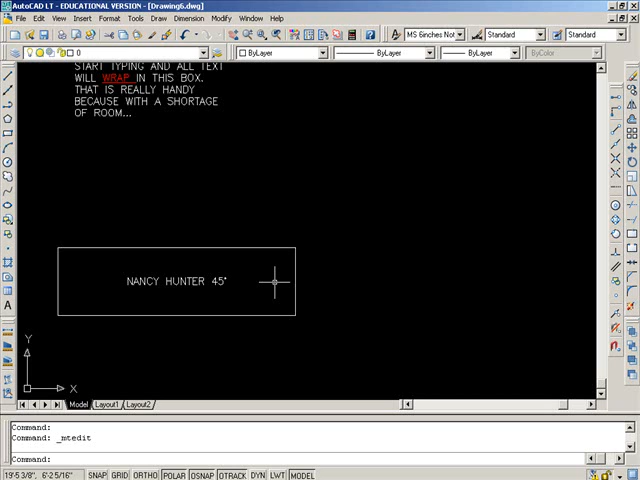 AutoCAD LT - EDUCATIONAL VERSION - [Drawing6.dwg]
File Edit View Insert Format Tools Draw Dimension Modify Window Help
MS 6inches Not Standard Standard
0 ByLayer ByLayer ByLayer ByColor
START TYPING AND ALL TEXT
WILL WRAP IN THIS BOX.
THAT IS REALLY HANDY
BECAUSE WITH A SHORTAGE
OF ROOM...
NANCY HUNTER 45°
Y
X
Model Layout1 Layout2
Command:
Command: _mtedit
Command:
19'-5 3/8", 6'-2 5/16" SNAP GRID ORTHO POLAR OSNAP OTRACK DYN LWT MODEL